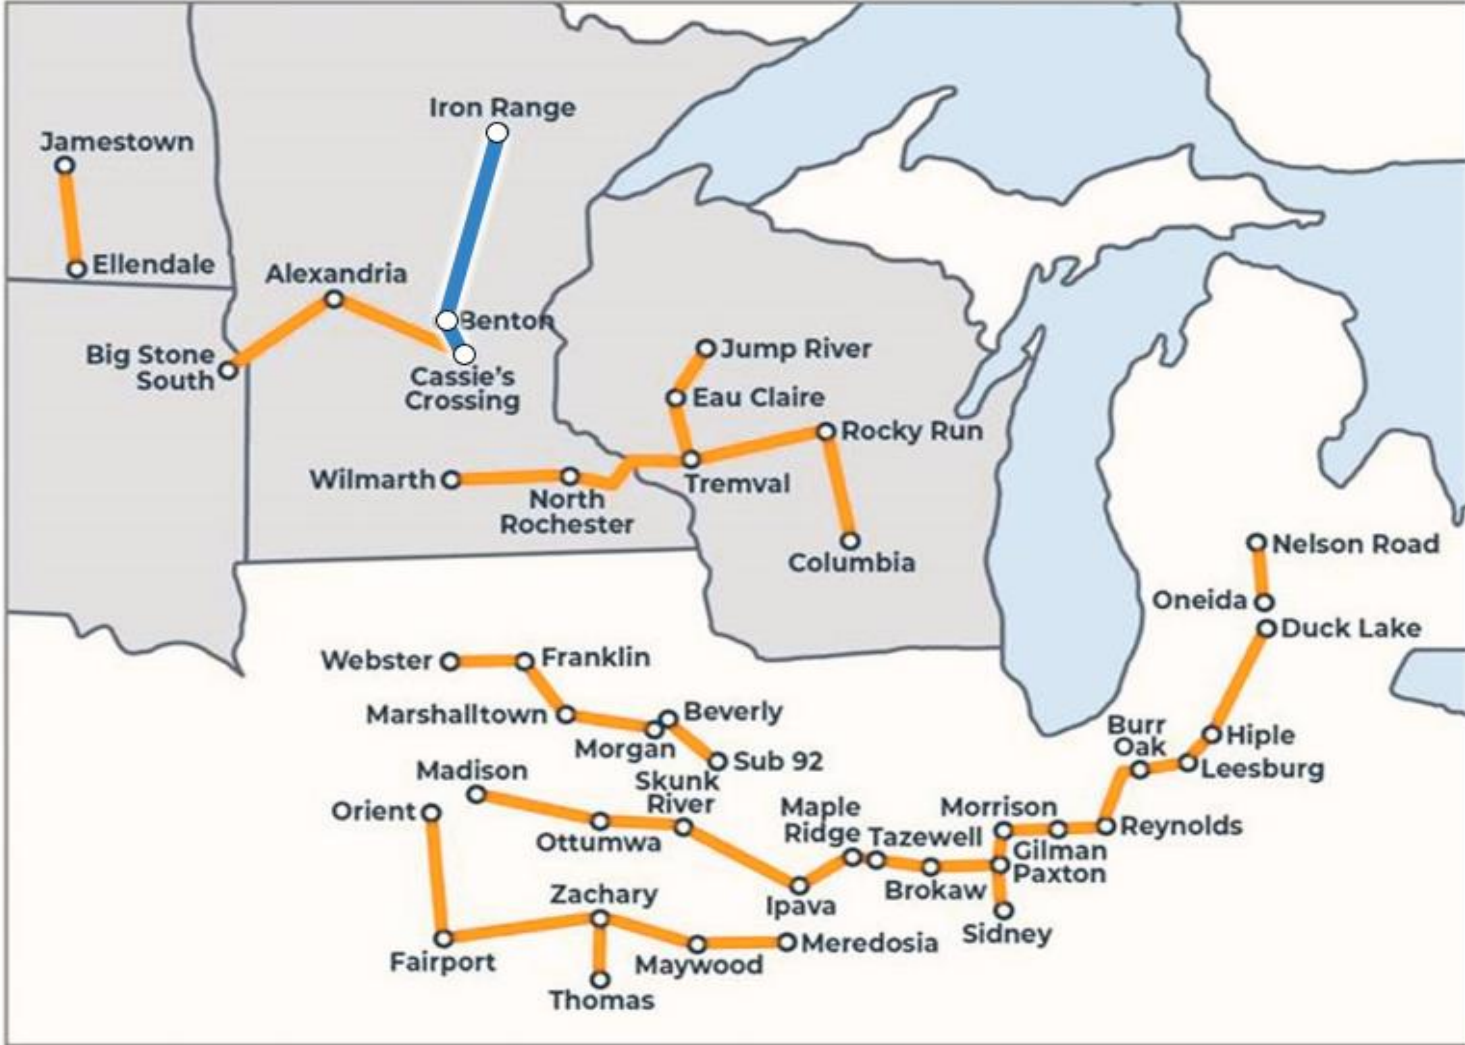 Iron Range
Jamestown
Ellendale
Alexandria
Benton
Big Stone
South
Cassie's
Crossing
Jump River
Eau Claire
Rocky Run
Wilmarth
North
Rochester
Tremval
Columbia
Nelson Road
Oneida
Duck Lake
Webster
Franklin
Marshalltown
Beverly
Morgan
Sub 92
Burr
Oak
Hiple
Leesburg
Madison
Skunk
River
Orient
Ottumwa
Maple
Ridge
Tazewell
Morrison
Reynolds
Gilman
Paxton
Brokaw
Ipava
Sidney
Zachary
Fairport
Maywood
Meredosia
Thomas